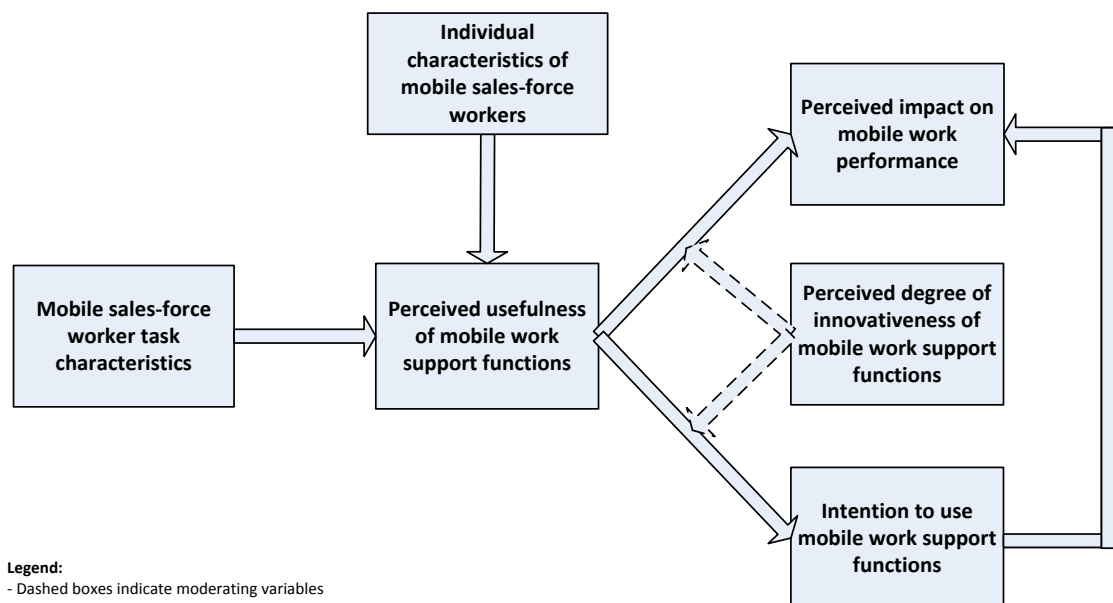 Individual
characteristics of
mobile sales-force
workers
Perceived impact on
mobile work
performance
Mobile sales-force
worker task
characteristics
Perceived usefulness
of mobile work
support functions
Perceived degree of
innovativeness of
mobile work support
functions
Intention to use
mobile work support
functions
Legend:
- Dashed boxes indicate moderating variables